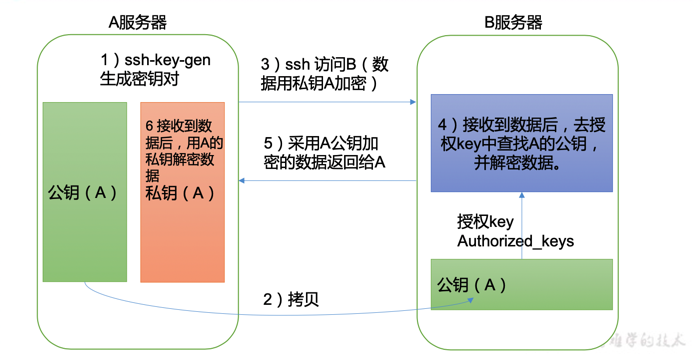 A服务器
B服务器
1）ssh-key-gen
生成密钥对
3）ssh 访问B（数
据用私钥A加密）
公钥（A）
6 接收到数
据后，用A的
私钥解密数
据
私钥（A）
4）接收到数据后，去授
权key中查找A的公钥，
并解密数据。
5）采用A公钥加
密的数据返回给A
授权key
Authorized_keys
公钥（A）
2）拷贝
难学的技术